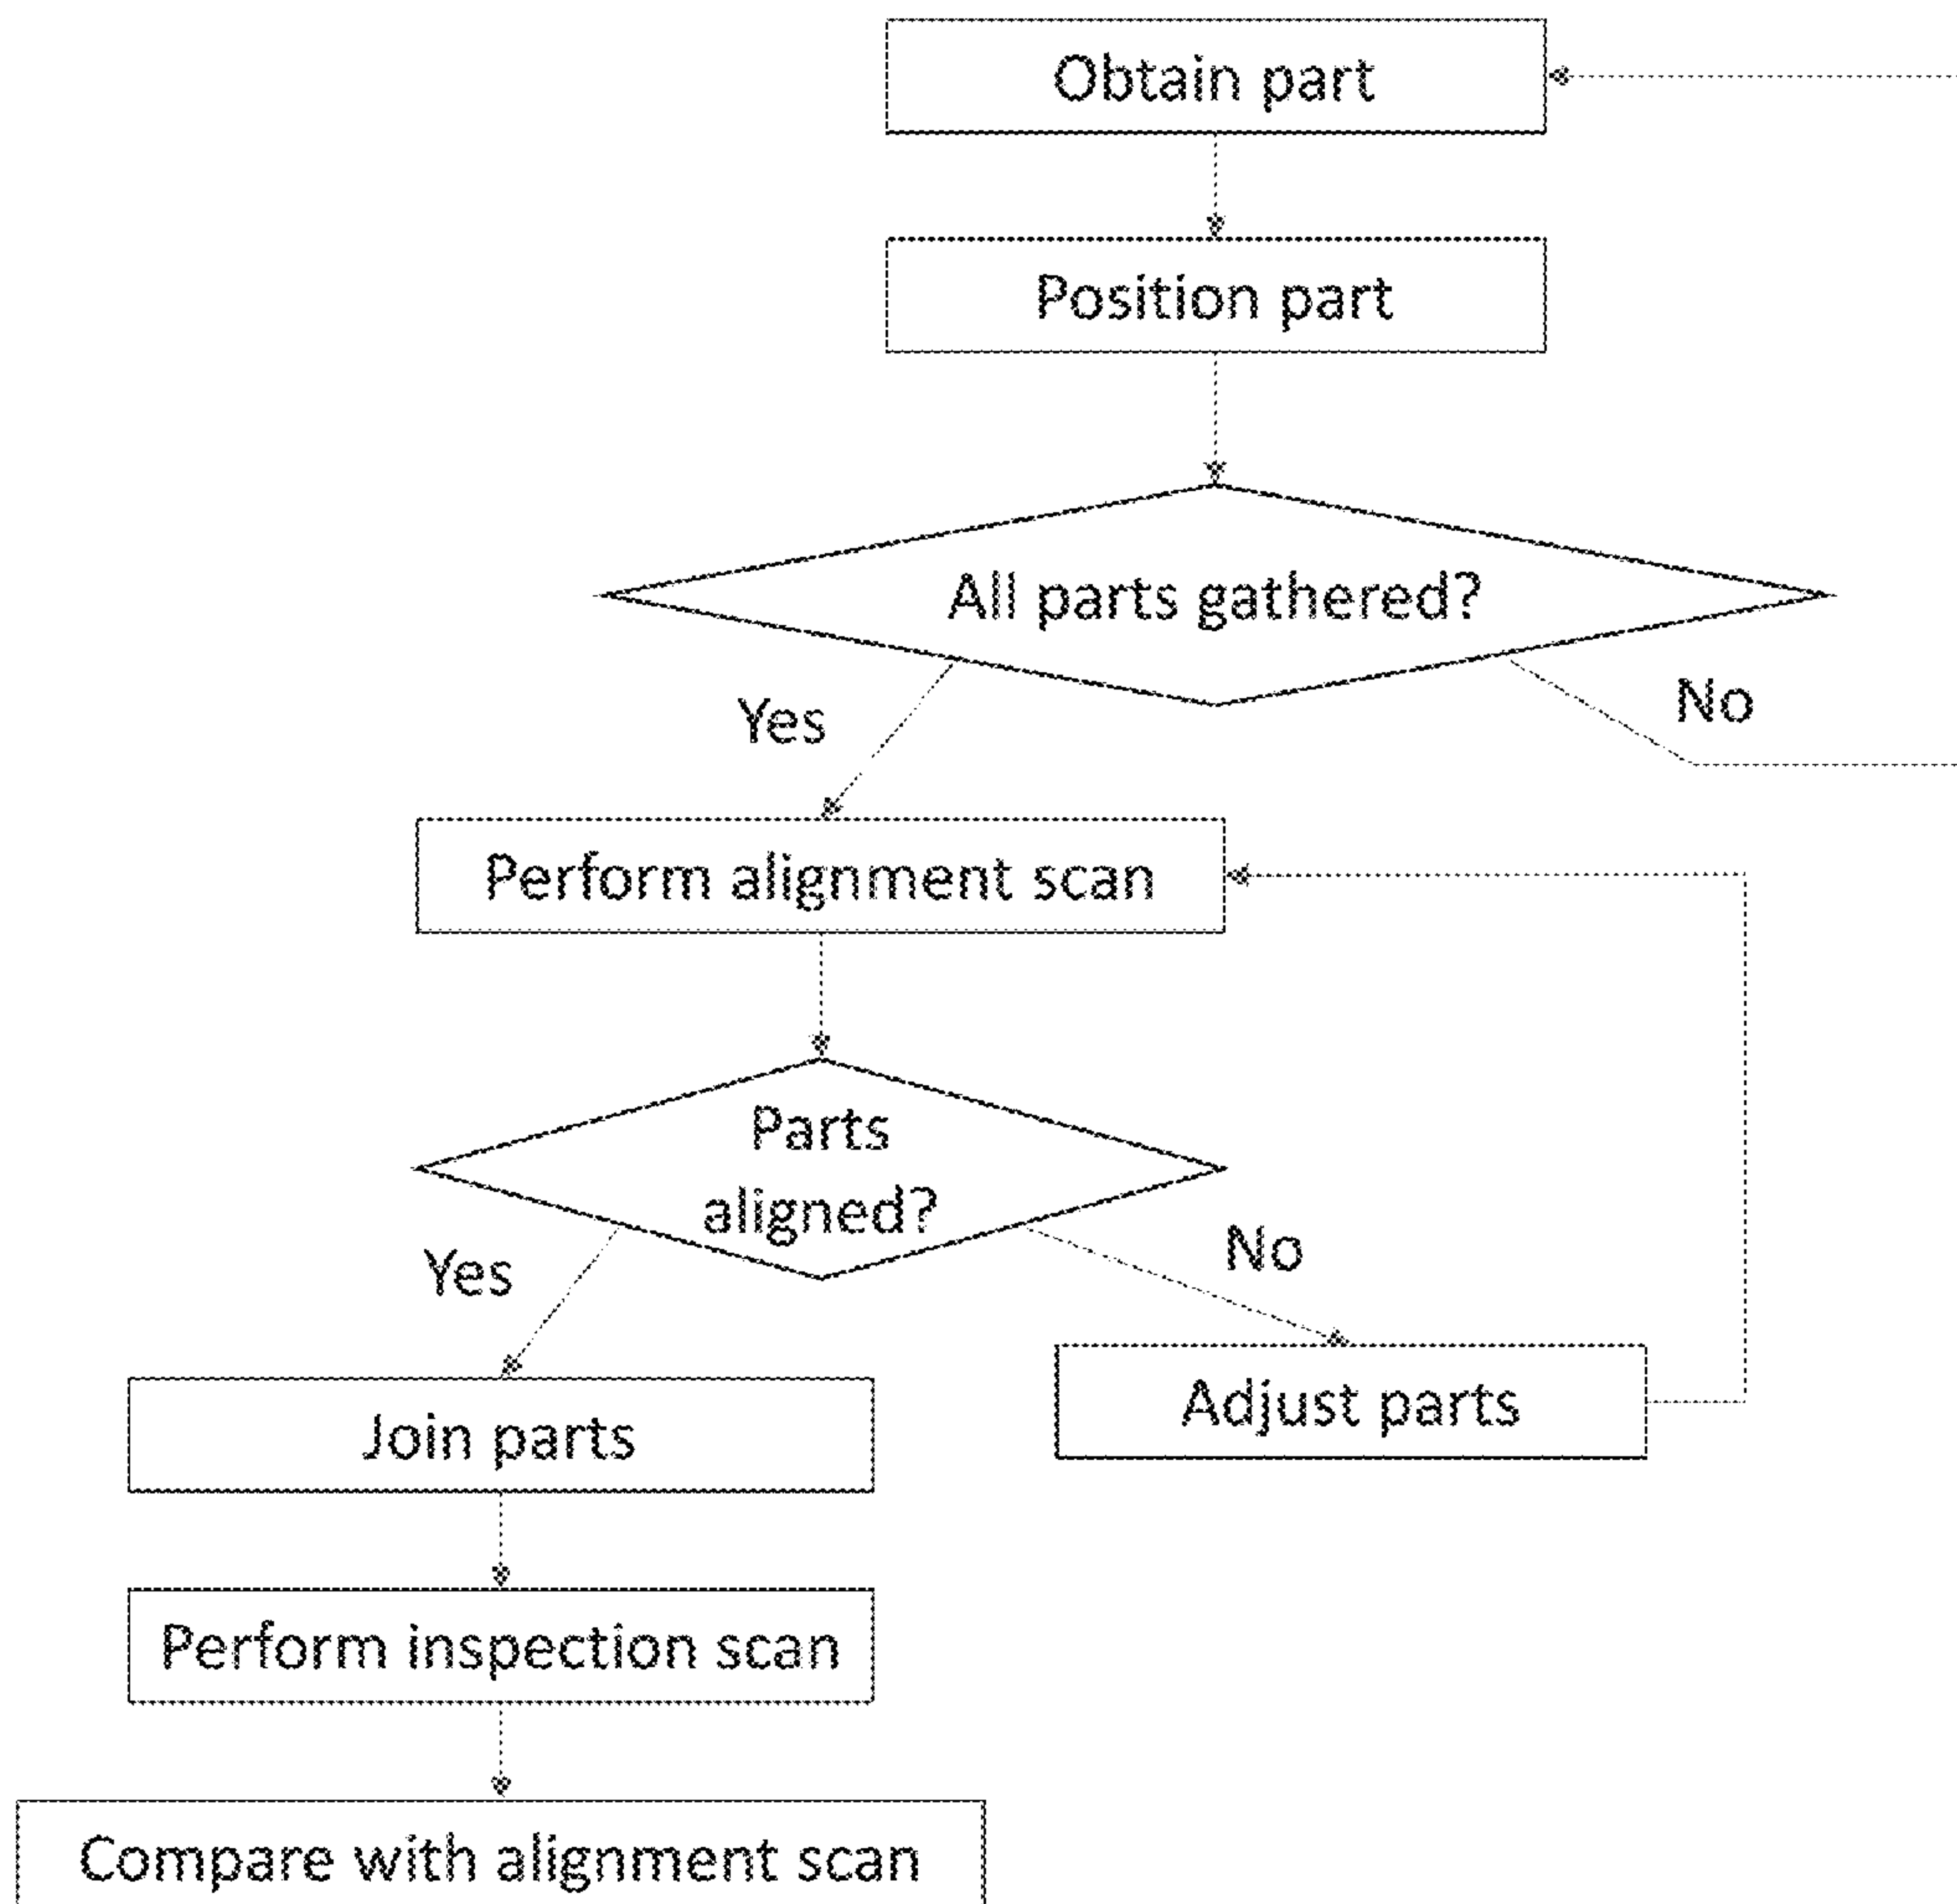 Obtain part
Position part
All parts gathered?
Yes
No
Perform alignment scan
Parts
aligned?
Yes
No
Join parts
Adjust parts
Perform inspection scan
Compare with alignment scan